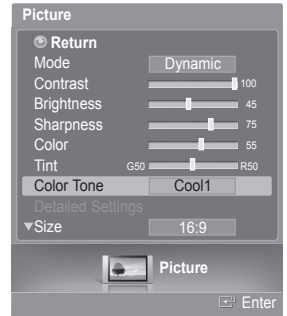 Picture
Return
Mode Dynamic
Contrast 100
Brightness 45
Sharpness 75
Color 55
Tint G50 R50
Color Tone Cool1
Detailed Settings
▼Size 16:9
Picture
Enter